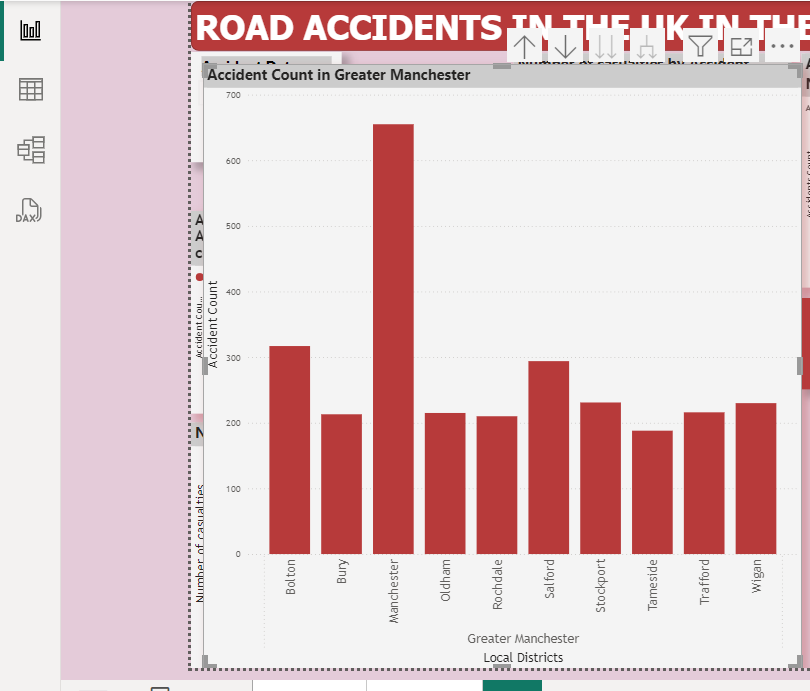 ROAD ACCIDENTS IN THE UK IN THE
Accident Count in Greater Manchester
700
600
500
400
300
200
100
0
Accident Count
Bolton
Bury
Manchester
Oldham
Rochdale
Salford
Stockport
Tameside
Trafford
Wigan
Greater Manchester
Local Districts
DAX
A
A
c
Accident Cou...
N
Number of casualties